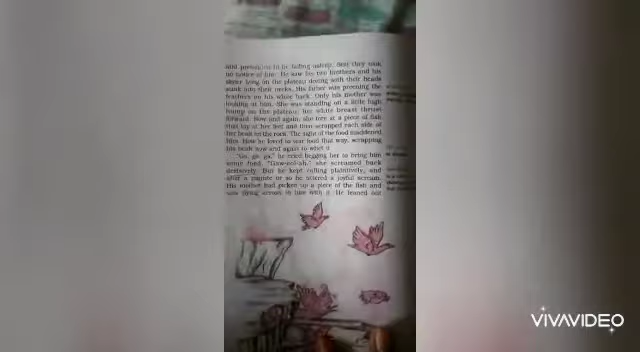 and pretending to be falling asleep. But they took
no notice of him. He saw his two brothers and his
sister lying on the plateau dozing with their heads
sunk into their necks. His father was preening the
feathers on his white back. Only his mother was
looking at him. She was standing on a little high
hump on the plateau, her white breast thrust
forward. Now and again, she tore at a piece of fish
that lay at her feet and then scrapped each side of
her beak on the rock. The sight of the food maddened
him. How he loved to tear food that way, scrapping
his beak now and again to whet it.
"Ga, ga, ga," he cried begging her to bring him
some food. "Gaw-col-ah," she screamed back
derisively. But he kept calling plaintively, and
after a minute or so he uttered a joyful scream.
His mother had picked up a piece of the fish and
was flying across to him with it. He leaned out
VIVAVIDEO